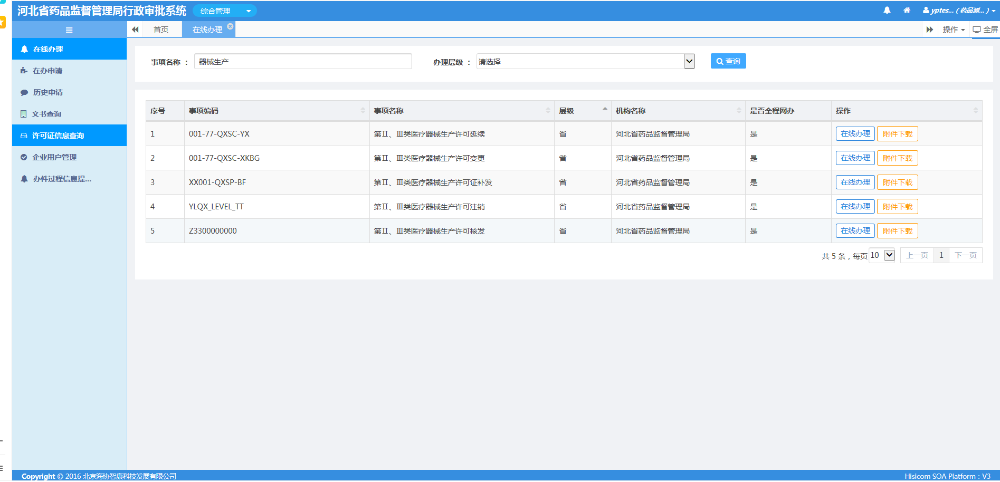 河北省药品监督管理局行政审批系统 综合管理 yptes...（药品测...）
首页 在线办理 操作 全屏
在线办理
在办申请
历史申请
文书查询
许可证信息查询
企业用户管理
办件过程信息提...
事项名称 ： 器械生产 办理层级 ： 请选择 查询
序号 事项编码 事项名称 层级 机构名称 是否全程网办 操作
1 001-77-QXSC-YX 第Ⅱ、Ⅲ类医疗器械生产许可延续 省 河北省药品监督管理局 是 在线办理 附件下载
2 001-77-QXSC-XKBG 第Ⅱ、Ⅲ类医疗器械生产许可变更 省 河北省药品监督管理局 是 在线办理 附件下载
3 XX001-QXSP-BF 第Ⅱ、Ⅲ类医疗器械生产许可证补发 省 河北省药品监督管理局 是 在线办理 附件下载
4 YLQX_LEVEL_TT 第Ⅱ、Ⅲ类医疗器械生产许可注销 省 河北省药品监督管理局 是 在线办理 附件下载
5 Z3300000000 第Ⅱ、Ⅲ类医疗器械生产许可核发 省 河北省药品监督管理局 是 在线办理 附件下载
共 5 条，每页 10 上一页 1 下一页
Copyright © 2016 北京海协智康科技发展有限公司 Hisicom SOA Platform：V3